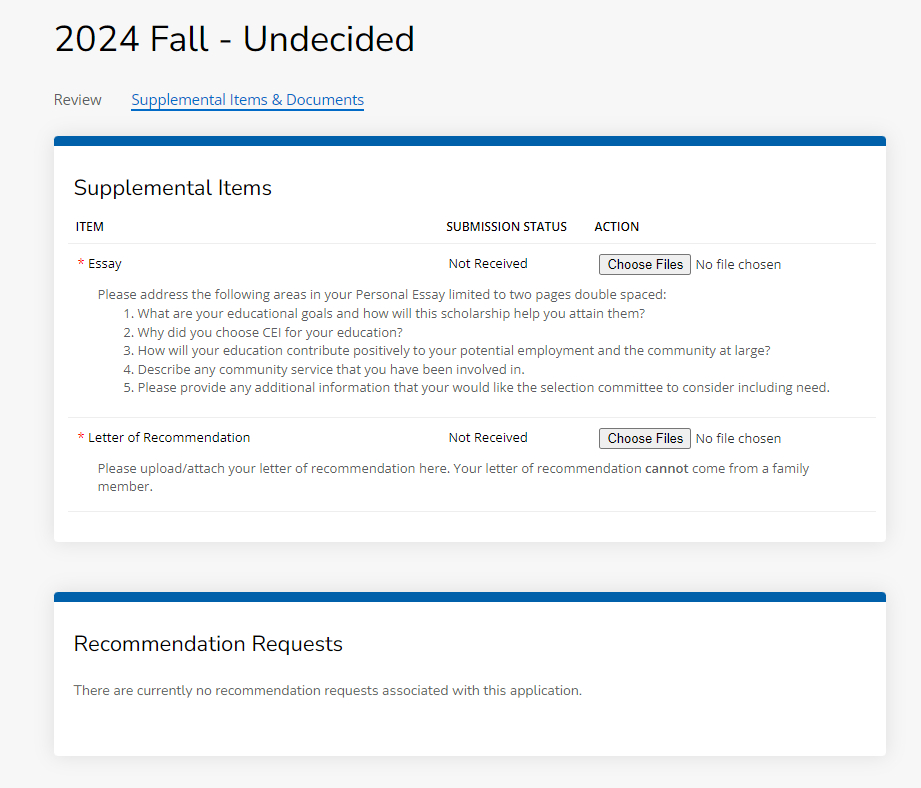 2024 Fall - Undecided
Review Supplemental Items & Documents
Supplemental Items
ITEM SUBMISSION STATUS ACTION
* Essay Not Received Choose Files No file chosen
Please address the following areas in your Personal Essay limited to two pages double spaced:
1. What are your educational goals and how will this scholarship help you attain them?
2. Why did you choose CEI for your education?
3. How will your education contribute positively to your potential employment and the community at large?
4. Describe any community service that you have been involved in.
5. Please provide any additional information that your would like the selection committee to consider including need.
* Letter of Recommendation Not Received Choose Files No file chosen
Please upload/attach your letter of recommendation here. Your letter of recommendation cannot come from a family
member.
Recommendation Requests
There are currently no recommendation requests associated with this application.